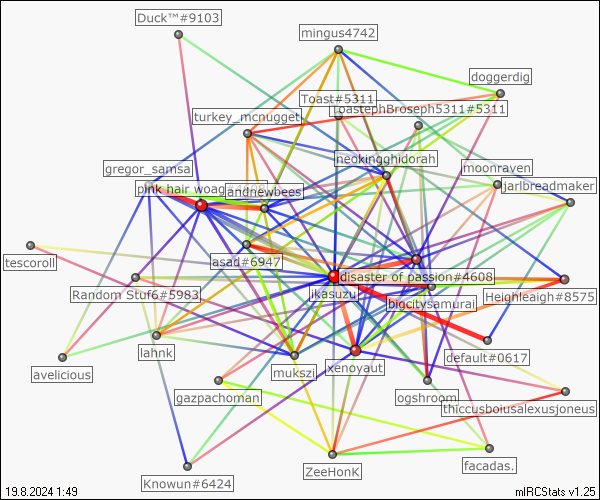 Duck™#9103
mingus4742
doggerdig
Toast#5311
ToastephBroseph5311#5311
turkey_mcnugget
neokingghidorah
gregor_samsa
moonraven
pink hair woag
andnewbees
jarlbreadmaker
tescoroll
asad#6947
disaster of passion#4608
Random Stuf6#5983
jkasuzu
bigcitysamurai
Heighleaigh#8575
lahnk
mukszi
xenoyaut
default#0617
avelicious
gazpachoman
ogshroom
thiccusboiusalexusjoneus
Knowun#6424
ZeeHonK
facadas.
19.8.2024 1:49
mIRCStats v1.25